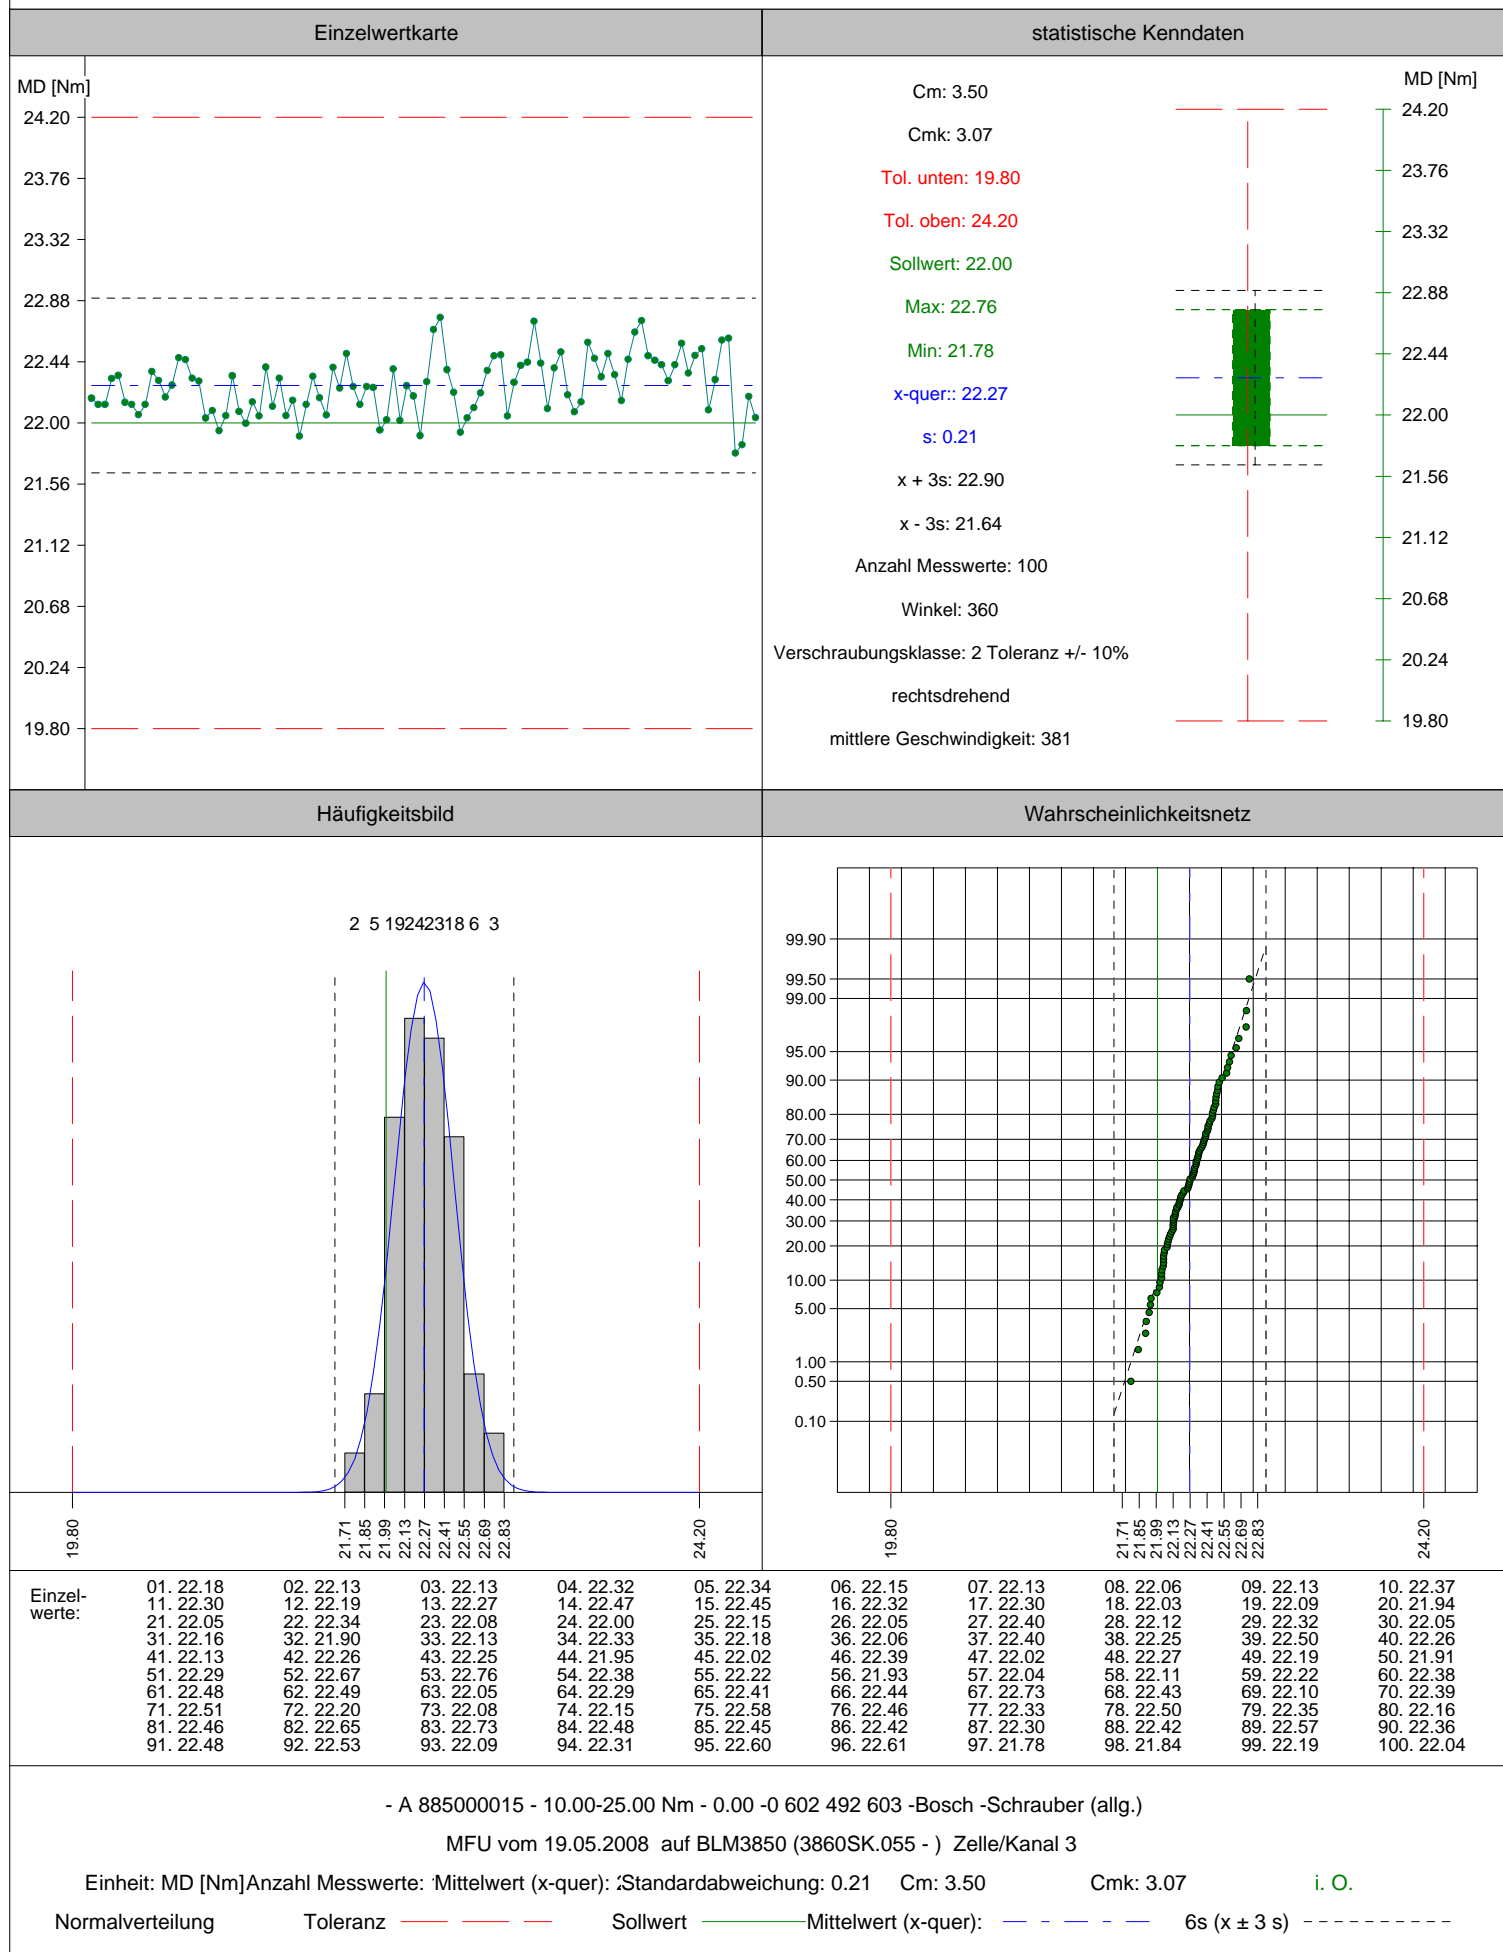 Einzelwertkarte
MD [Nm]
24.20
23.76
23.32
22.88
22.44
22.00
21.56
21.12
20.68
20.24
19.80
statistische Kenndaten
Cm: 3.50
Cmk: 3.07
Tol. unten: 19.80
Tol. oben: 24.20
Sollwert: 22.00
Max: 22.76
Min: 21.78
x-quer:: 22.27
s: 0.21
x + 3s: 22.90
x - 3s: 21.64
Anzahl Messwerte: 100
Winkel: 360
Verschraubungsklasse: 2 Toleranz +/- 10%
rechtsdrehend
mittlere Geschwindigkeit: 381
MD [Nm]
24.20
23.76
23.32
22.88
22.44
22.00
21.56
21.12
20.68
20.24
19.80
Häufigkeitsbild
2 5 19242318 6 3
19.80 21.71 21.85 21.99 22.13 22.27 22.41 22.55 22.69 22.83 24.20
Wahrscheinlichkeitsnetz
99.90
99.50
99.00
95.00
90.00
80.00
70.00
60.00
50.00
40.00
30.00
20.00
10.00
5.00
1.00
0.50
0.10
19.80 21.71 21.85 21.99 22.13 22.27 22.41 22.55 22.69 22.83 24.20
Einzel-
werte:
01. 22.18 02. 22.13 03. 22.13 04. 22.32 05. 22.34 06. 22.15 07. 22.13 08. 22.06 09. 22.13 10. 22.37
11. 22.30 12. 22.19 13. 22.27 14. 22.47 15. 22.45 16. 22.32 17. 22.30 18. 22.03 19. 22.09 20. 21.94
21. 22.05 22. 22.34 23. 22.08 24. 22.00 25. 22.15 26. 22.05 27. 22.40 28. 22.12 29. 22.32 30. 22.05
31. 22.16 32. 21.90 33. 22.13 34. 22.33 35. 22.18 36. 22.06 37. 22.40 38. 22.25 39. 22.50 40. 22.26
41. 22.13 42. 22.26 43. 22.25 44. 21.95 45. 22.02 46. 22.39 47. 22.02 48. 22.27 49. 22.19 50. 21.91
51. 22.29 52. 22.67 53. 22.76 54. 22.38 55. 22.22 56. 21.93 57. 22.04 58. 22.11 59. 22.22 60. 22.38
61. 22.48 62. 22.49 63. 22.05 64. 22.29 65. 22.41 66. 22.44 67. 22.73 68. 22.43 69. 22.10 70. 22.39
71. 22.51 72. 22.20 73. 22.08 74. 22.15 75. 22.58 76. 22.46 77. 22.33 78. 22.50 79. 22.35 80. 22.16
81. 22.46 82. 22.65 83. 22.73 84. 22.48 85. 22.45 86. 22.42 87. 22.30 88. 22.42 89. 22.57 90. 22.36
91. 22.48 92. 22.53 93. 22.09 94. 22.31 95. 22.60 96. 22.61 97. 21.78 98. 21.84 99. 22.19 100. 22.04
- A 885000015 - 10.00-25.00 Nm - 0.00 -0 602 492 603 -Bosch -Schrauber (allg.)
MFU vom 19.05.2008 auf BLM3850 (3860SK.055 - ) Zelle/Kanal 3
Einheit: MD [Nm] Anzahl Messwerte: Mittelwert (x-quer): Standardabweichung: 0.21 Cm: 3.50 Cmk: 3.07 i. O.
Normalverteilung Toleranz Sollwert Mittelwert (x-quer): 6s (x ± 3 s)